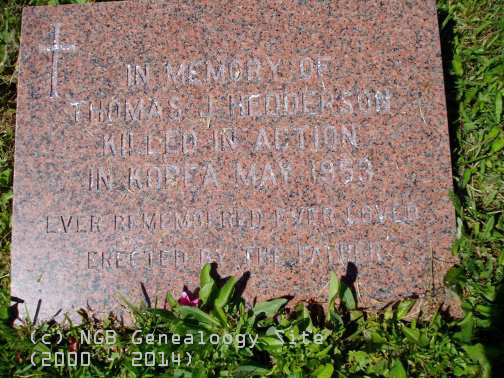 IN MEMORY OF
THOMAS J HEDDERSON
KILLED IN ACTION
IN KOREA MAY 1953
EVER REMEMBERED EVER LOVED
ERECTED BY THE FATHER
(c) NGB Genealoogy Site
(2000 - 2014)